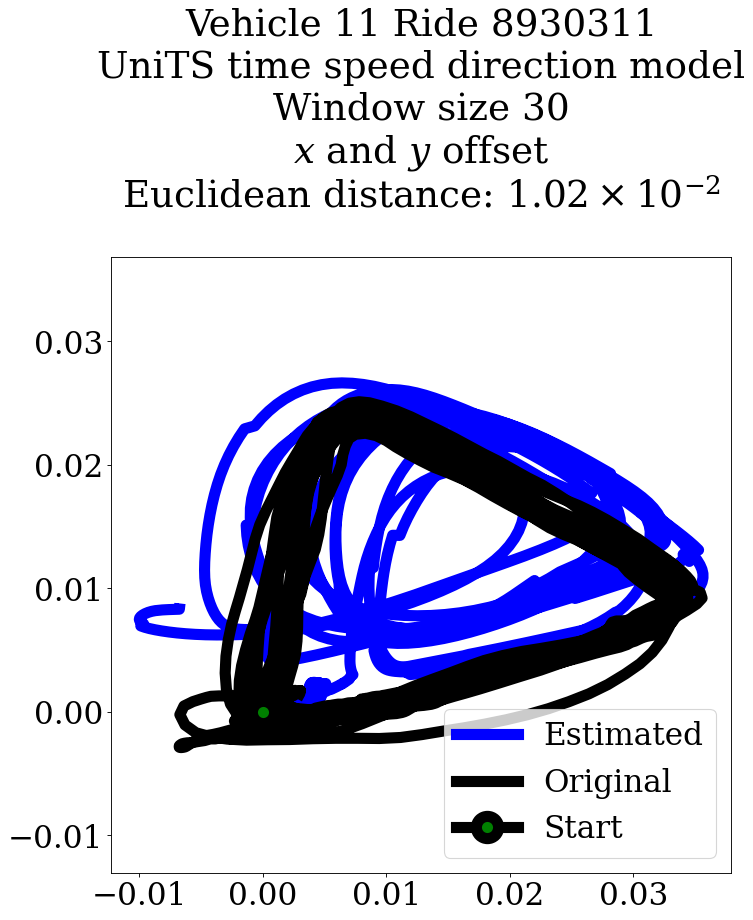 Vehicle 11 Ride 8930311
UniTS time speed direction model
Window size 30
x and y offset
Euclidean distance: 1.02 × 10⁻²
0.03
0.02
0.01
0.00
−0.01
Estimated
Original
Start
−0.01 0.00 0.01 0.02 0.03